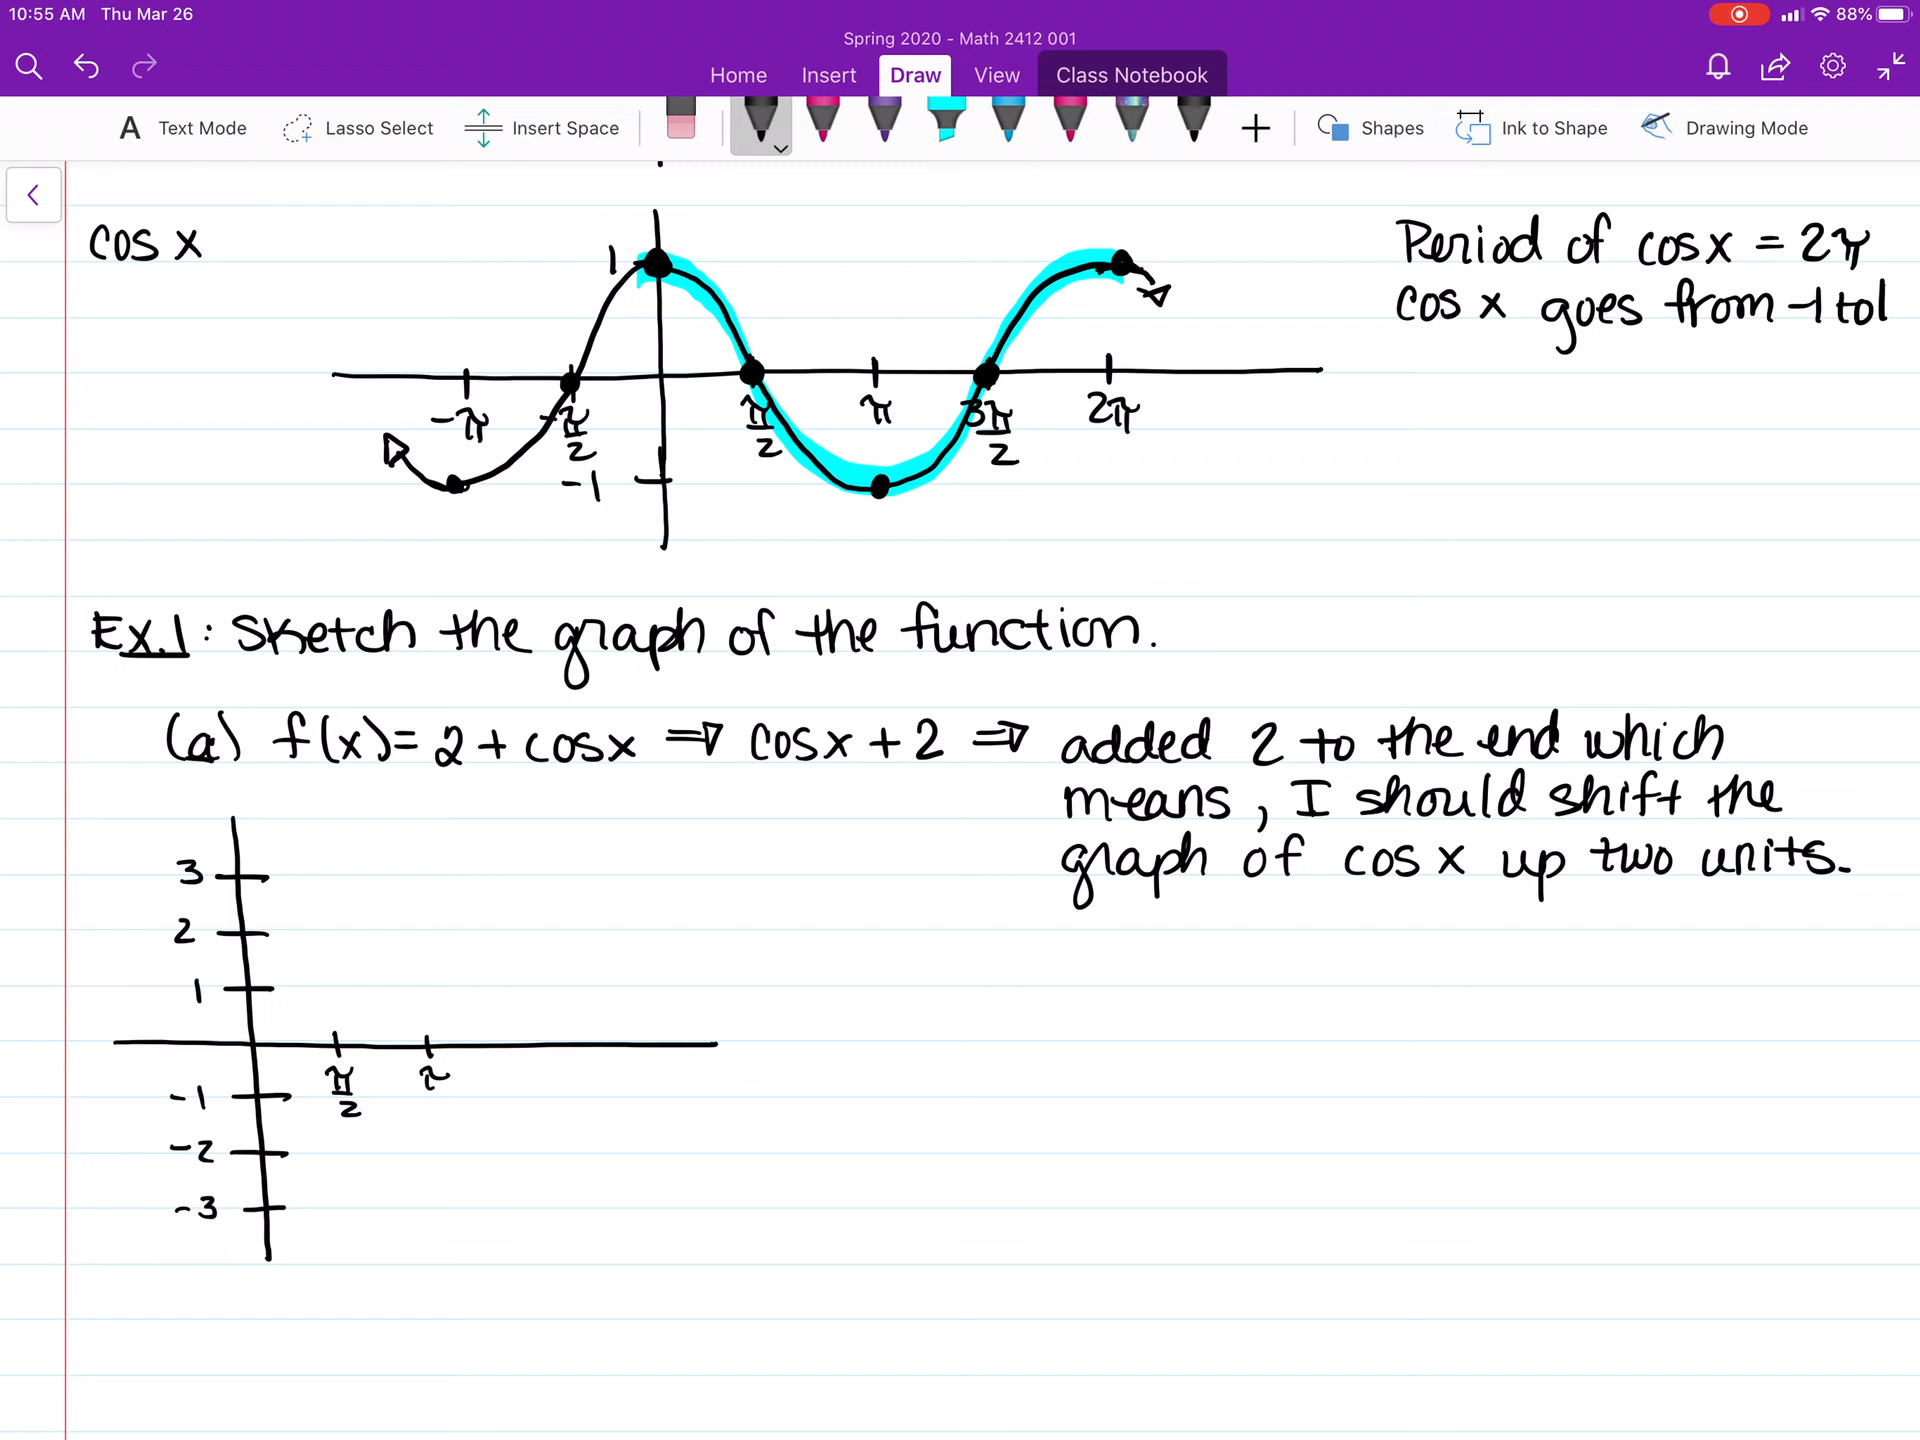 10:55 AM Thu Mar 26
88%
Spring 2020 - Math 2412 001
Home Insert Draw View Class Notebook
A Text Mode Lasso Select Insert Space Shapes Ink to Shape Drawing Mode
cos x
1
-π -π/2 π/2 π 3π/2 2π
-1
Period of cos x = 2π
cos x goes from -1 to 1
Ex.1: Sketch the graph of the function.
(a) f(x) = 2 + cos x ⇒ cos x + 2 ⇒ added 2 to the end which
means, I should shift the
graph of cos x up two units.
3
2
1
π/2 π
-1
-2
-3